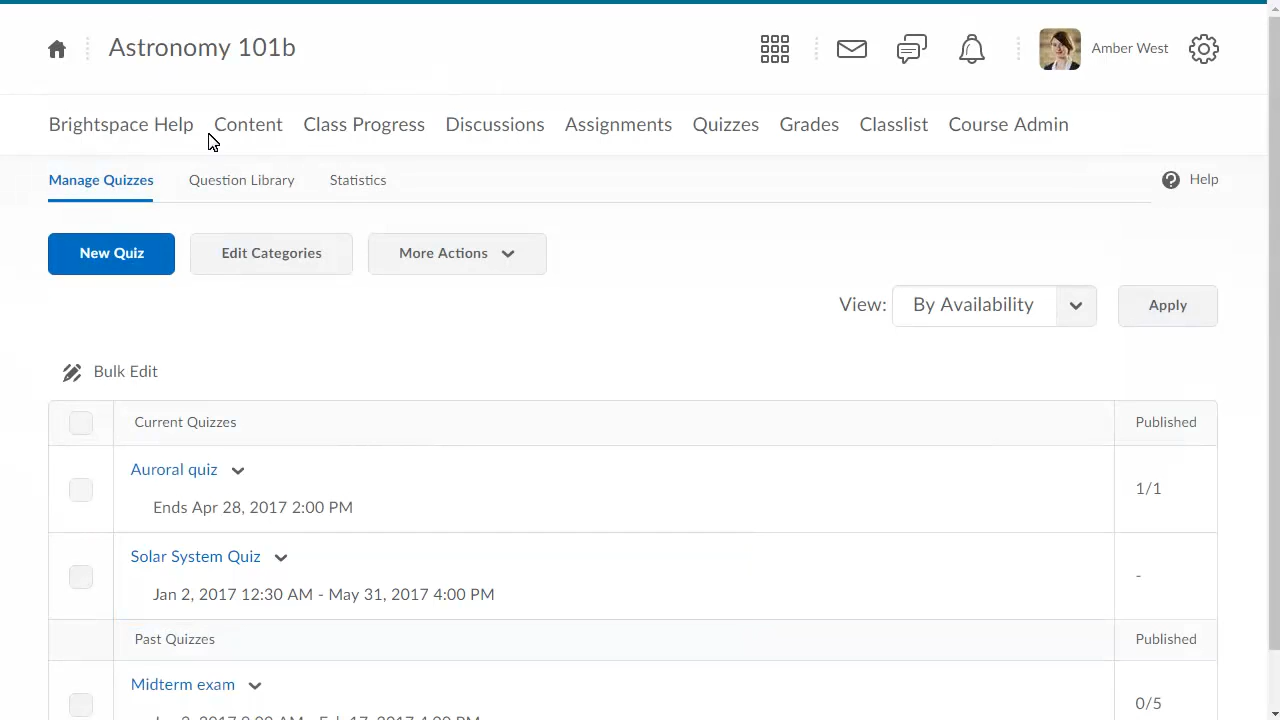 Astronomy 101b
Amber West
Brightspace Help Content Class Progress Discussions Assignments Quizzes Grades Classlist Course Admin
Manage Quizzes Question Library Statistics Help
New Quiz Edit Categories More Actions
View: By Availability Apply
Bulk Edit
Current Quizzes Published
Auroral quiz
1/1
Ends Apr 28, 2017 2:00 PM
Solar System Quiz
-
Jan 2, 2017 12:30 AM - May 31, 2017 4:00 PM
Past Quizzes Published
Midterm exam
0/5